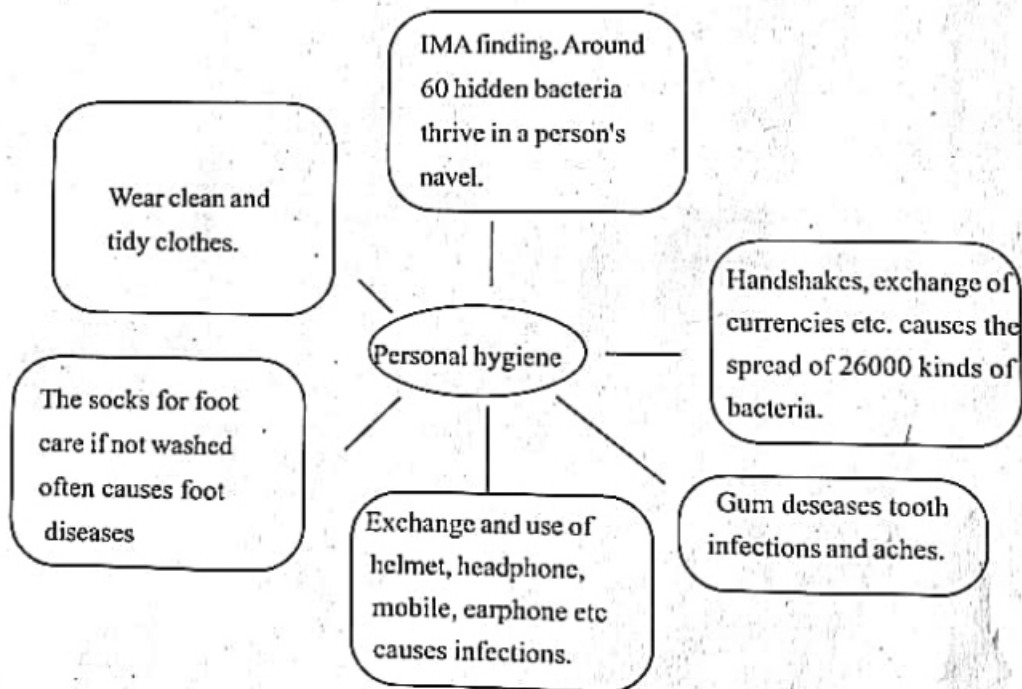 IMA finding. Around
60 hidden bacteria
thrive in a person's
navel.
Wear clean and
tidy clothes.
Handshakes, exchange of
currencies etc. causes the
spread of 26000 kinds of
bacteria.
Personal hygiene
The socks for foot
care if not washed
often causes foot
diseases
Exchange and use of
helmet, headphone,
mobile, earphone etc
causes infections.
Gum deseases tooth
infections and aches.